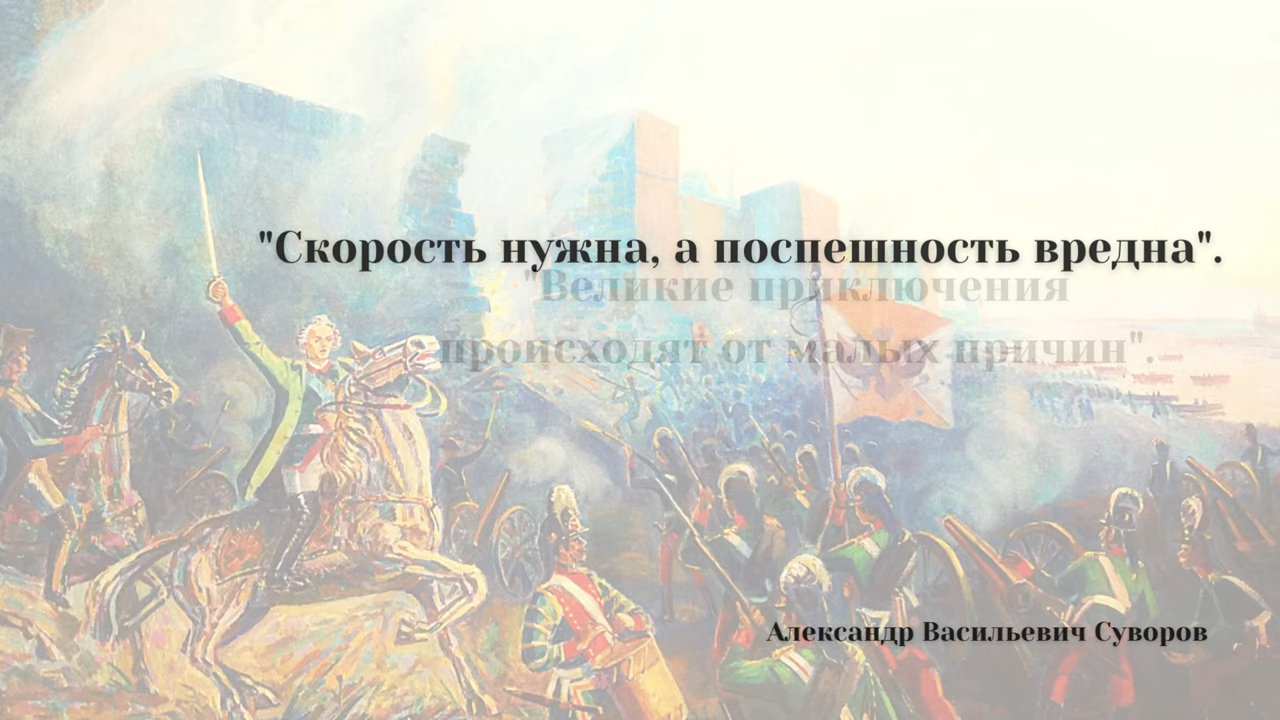 "Скорость нужна, а поспешность вредна".
"Великие приключения
происходят от малых причин".
Александр Васильевич Суворов